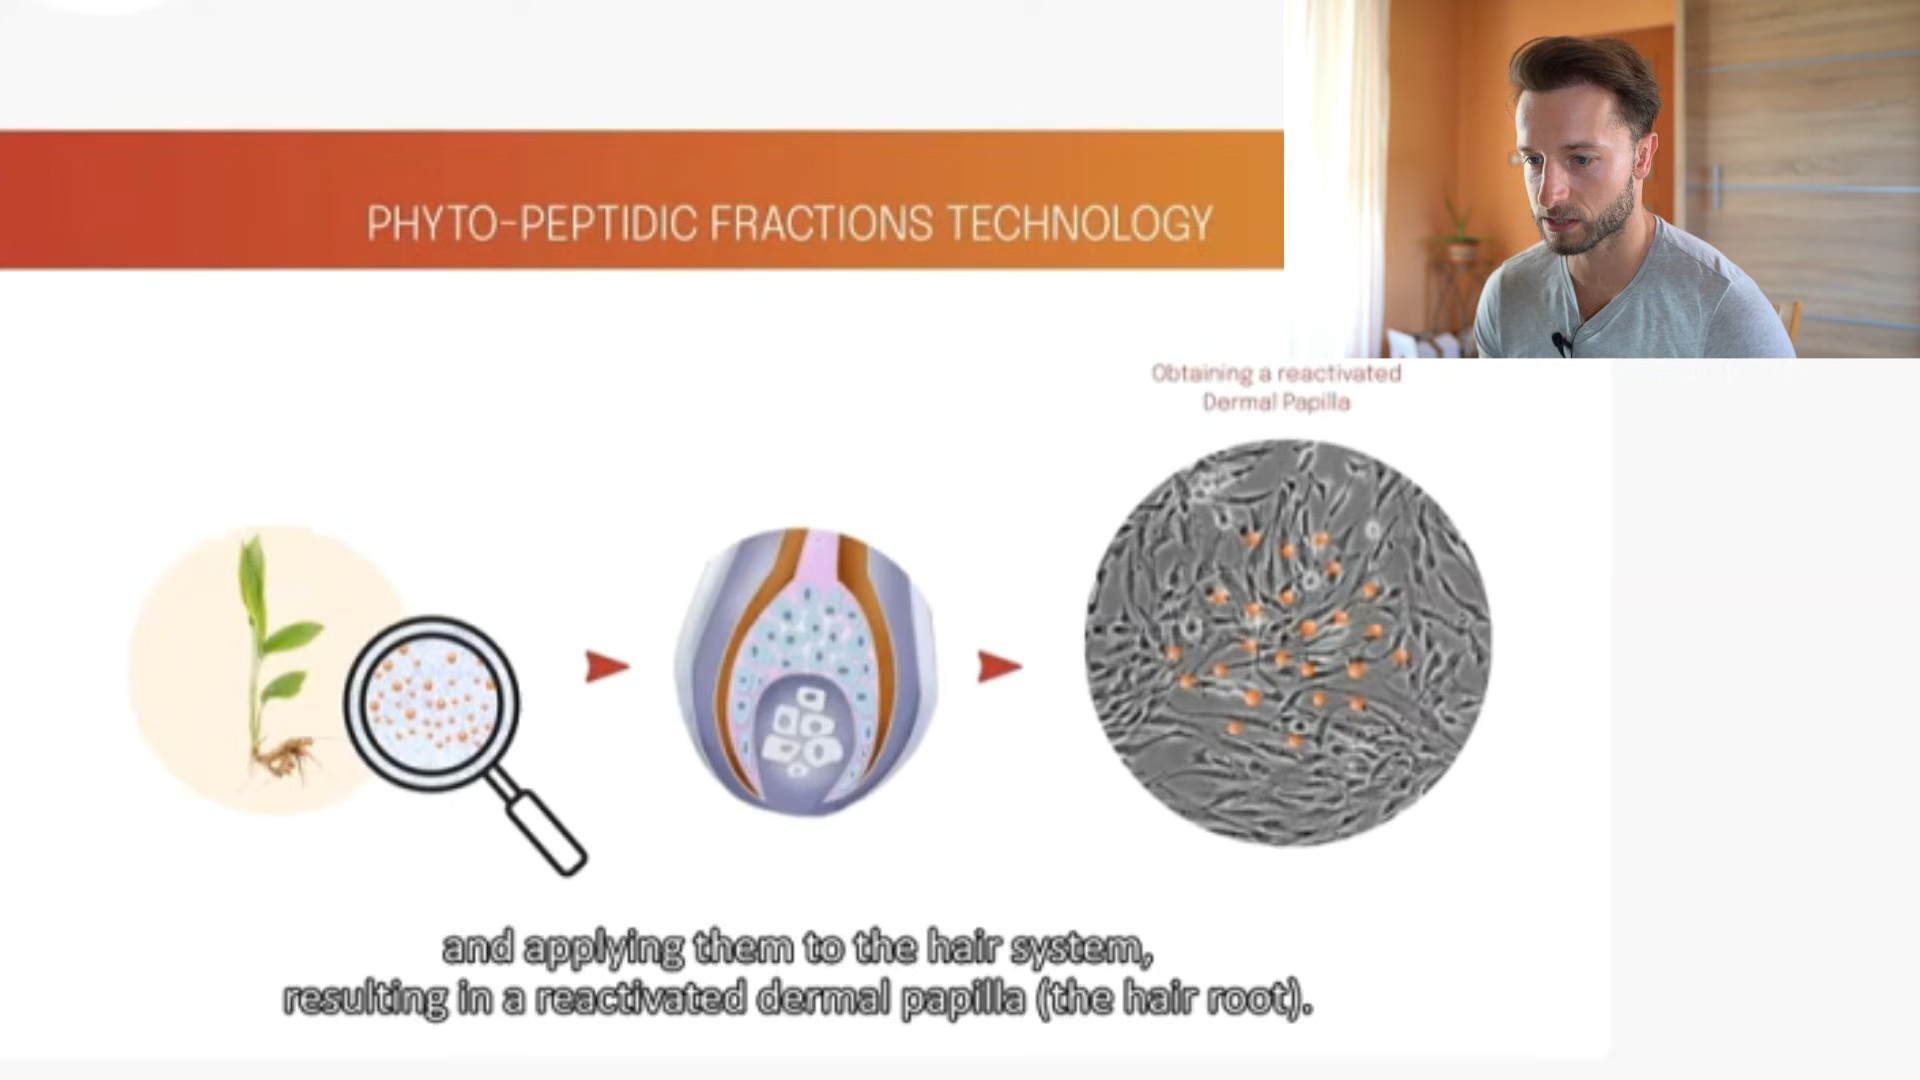 PHYTO-PEPTIDIC FRACTIONS TECHNOLOGY
Obtaining a reactivated
Dermal Papilla
and applying them to the hair system,
resulting in a reactivated dermal papilla (the hair root).